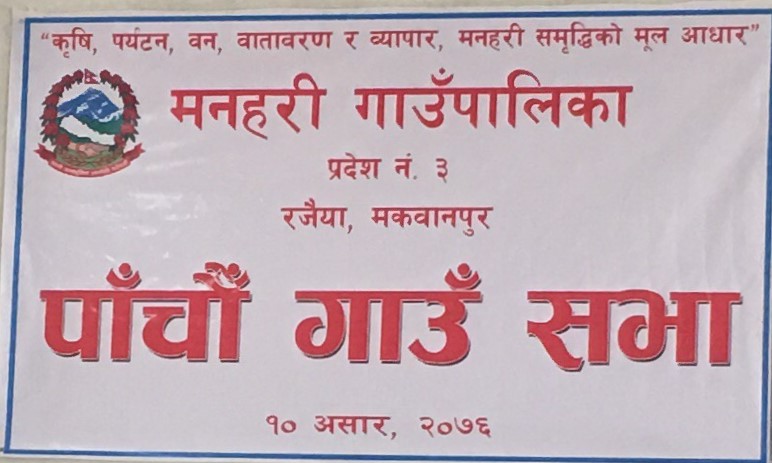 “कृषि, पर्यटन, वन, वातावरण र व्यापार, मनहरी समृद्धिको मूल आधार”
मनहरी गाउँपालिका
प्रदेश नं. ३
रजैया, मकवानपुर
पाँचौँ गाउँ सभा
१० असार, २०७६